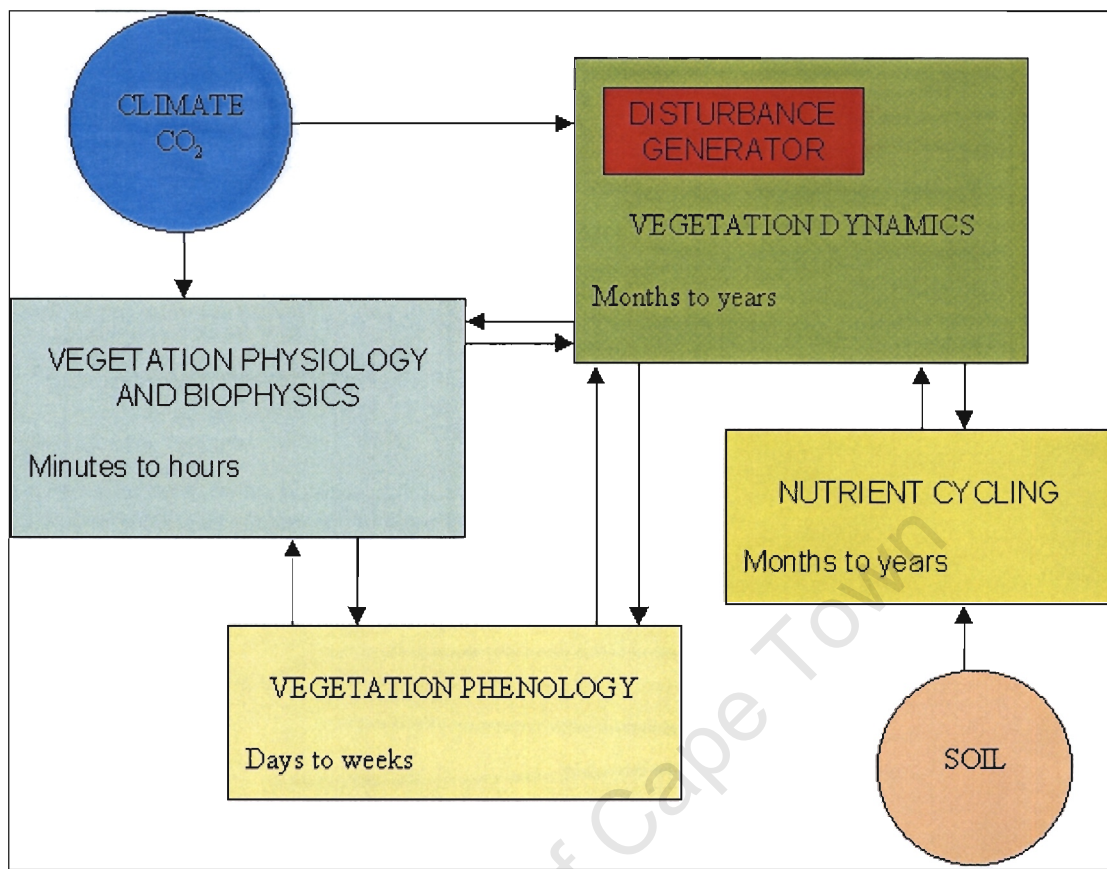 CLIMATE
CO₂
DISTURBANCE
GENERATOR
VEGETATION DYNAMICS
Months to years
VEGETATION PHYSIOLOGY
AND BIOPHYSICS
Minutes to hours
NUTRIENT CYCLING
Months to years
VEGETATION PHENOLOGY
Days to weeks
SOIL
of Cape Town